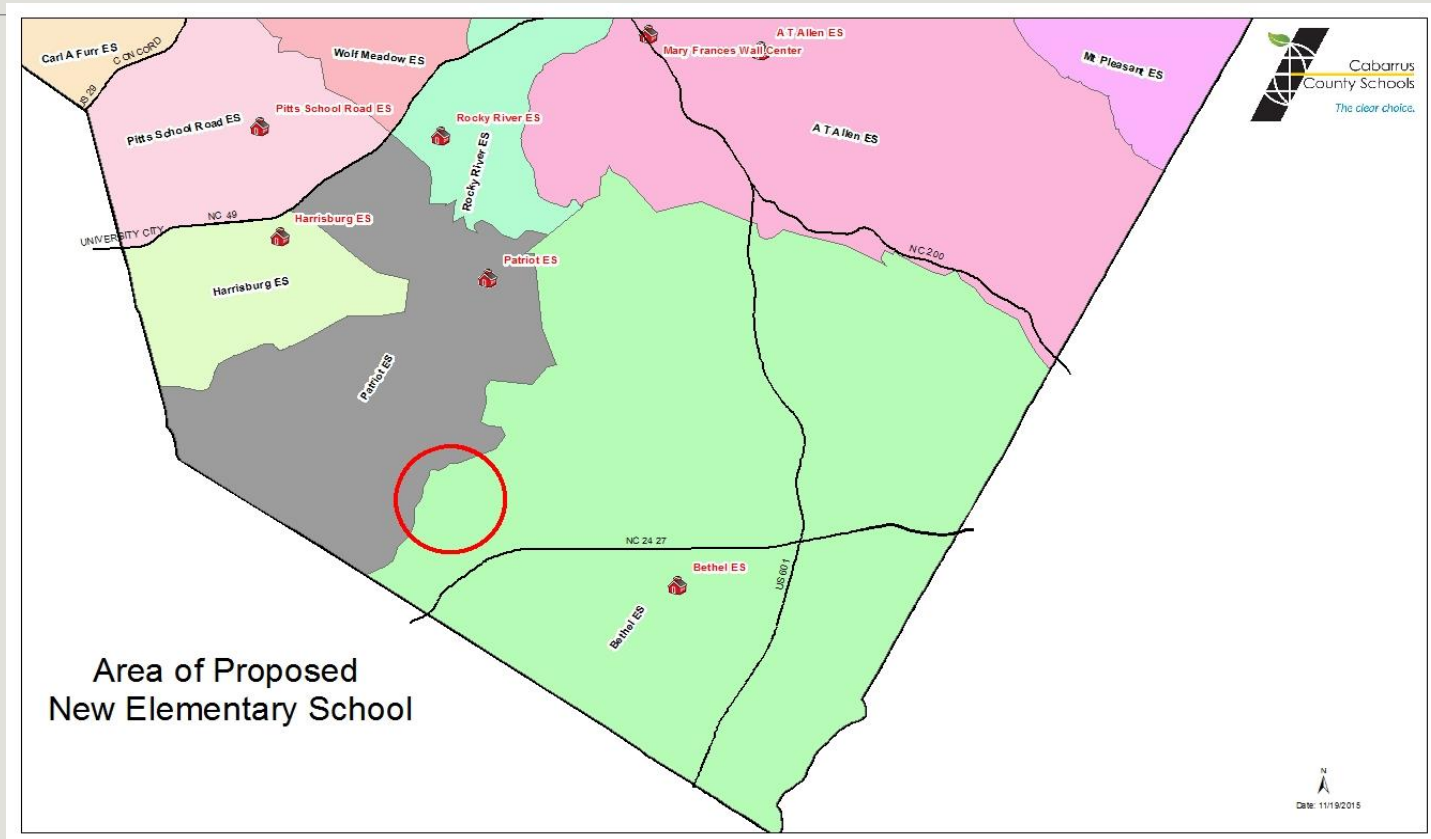 Carl A Furr ES
CONCORD
US 29
Wolf Meadow ES
Mary Frances Wall Center
A T Allen ES
Mt Pleasant ES
Cabarrus
County Schools
The clear choice.
Pitts School Road ES
Pitts School Road ES
Rocky River ES
Rocky River ES
A T Allen ES
NC 49
UNIVERSITY CITY
Harrisburg ES
Harrisburg ES
Patriot ES
NC 200
Patriot ES
NC 24 27
Bethel ES
US 601
Bethel ES
Area of Proposed
New Elementary School
N
Date: 11/19/2015